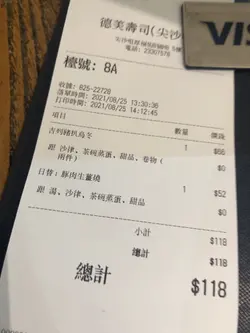 德美壽司(尖沙
VIS
電話: 23307578
檯號: 8A
收據: 825-22728
落單時間: 2021/08/25 13:30:36
打印時間: 2021/08/25 14:12:45
項目 數量 價錢
吉列豬扒烏冬 1 $66
跟 沙律、茶碗蒸蛋、甜品、卷物 ( $0
兩件)
日替: 豚肉生薑燒 1 $52
跟 湯、沙律、茶碗蒸蛋、甜品 $0
小計 $118
總計 $118
總計 $118